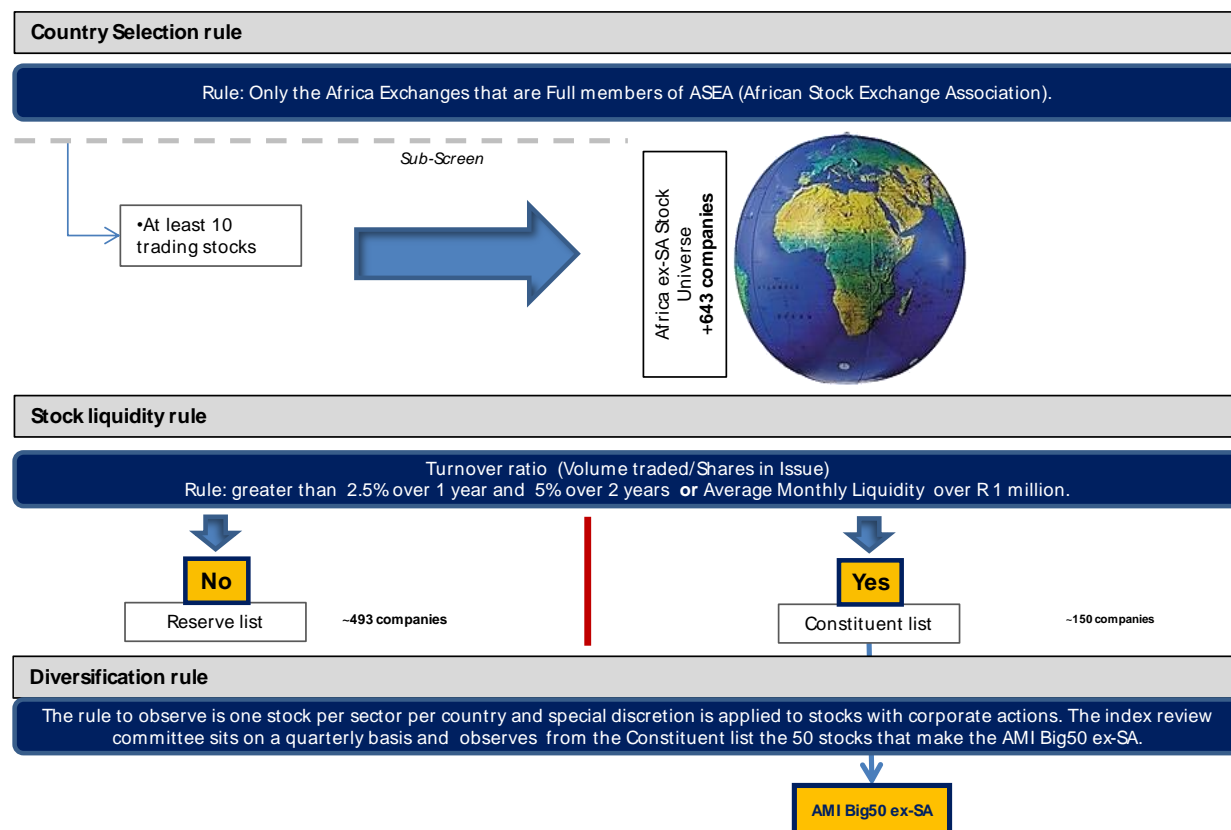 Country Selection rule
Rule: Only the Africa Exchanges that are Full members of ASEA (African Stock Exchange Association).
Sub-Screen
•At least 10
trading stocks
Africa ex-SA Stock
Universe
+643 companies
Stock liquidity rule
Turnover ratio (Volume traded/Shares in Issue)
Rule: greater than 2.5% over 1 year and 5% over 2 years or Average Monthly Liquidity over R 1 million.
No
Yes
Reserve list
~493 companies
Constituent list
~150 companies
Diversification rule
The rule to observe is one stock per sector per country and special discretion is applied to stocks with corporate actions. The index review
committee sits on a quarterly basis and observes from the Constituent list the 50 stocks that make the AMI Big50 ex-SA.
AMI Big50 ex-SA